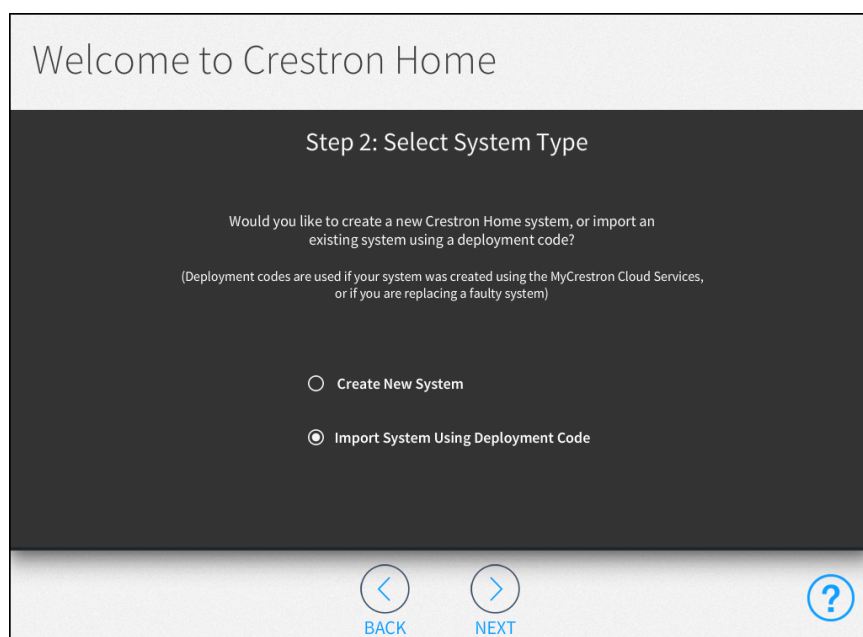 Welcome to Crestron Home
Step 2: Select System Type
Would you like to create a new Crestron Home system, or import an
existing system using a deployment code?
(Deployment codes are used if your system was created using the MyCrestron Cloud Services,
or if you are replacing a faulty system)
Create New System
Import System Using Deployment Code
BACK NEXT
?